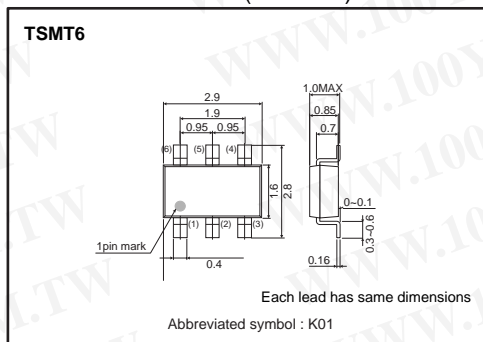 TSMT6
1.0MAX
2.9
0.85
1.9
0.7
0.95 0.95
(6) (5) (4)
1.6
2.8
0~0.1
0.3~0.6
(1) (2) (3)
1pin mark
0.4
0.16
Each lead has same dimensions
Abbreviated symbol : K01